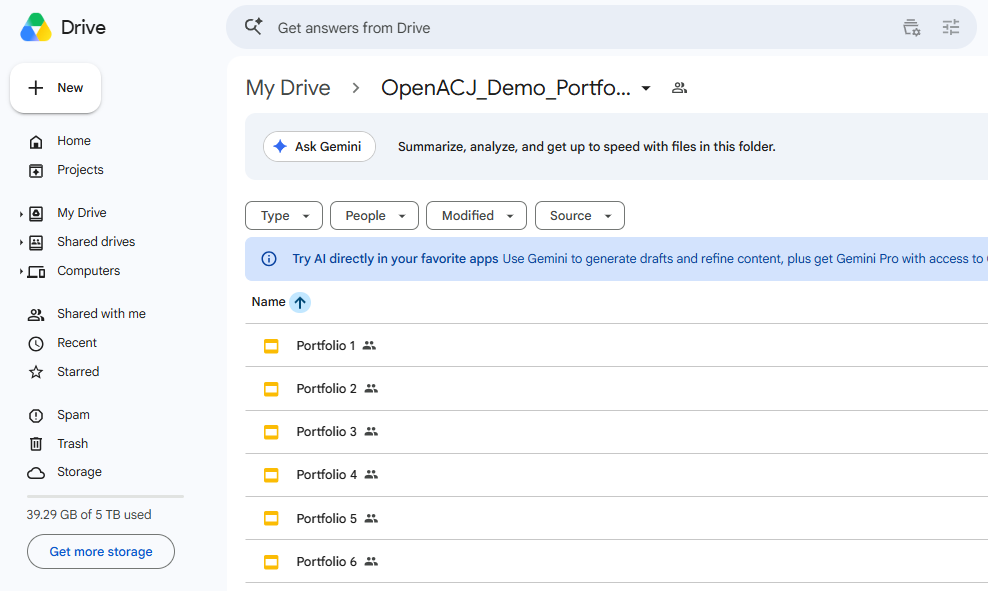 Drive
Get answers from Drive
New
Home
Projects
My Drive
Shared drives
Computers
Shared with me
Recent
Starred
Spam
Trash
Storage
39.29 GB of 5 TB used
Get more storage
My Drive
OpenACJ_Demo_Portfo...
Ask Gemini
Summarize, analyze, and get up to speed with files in this folder.
Type
People
Modified
Source
Try AI directly in your favorite apps Use Gemini to generate drafts and refine content, plus get Gemini Pro with access to
Name
Portfolio 1
Portfolio 2
Portfolio 3
Portfolio 4
Portfolio 5
Portfolio 6